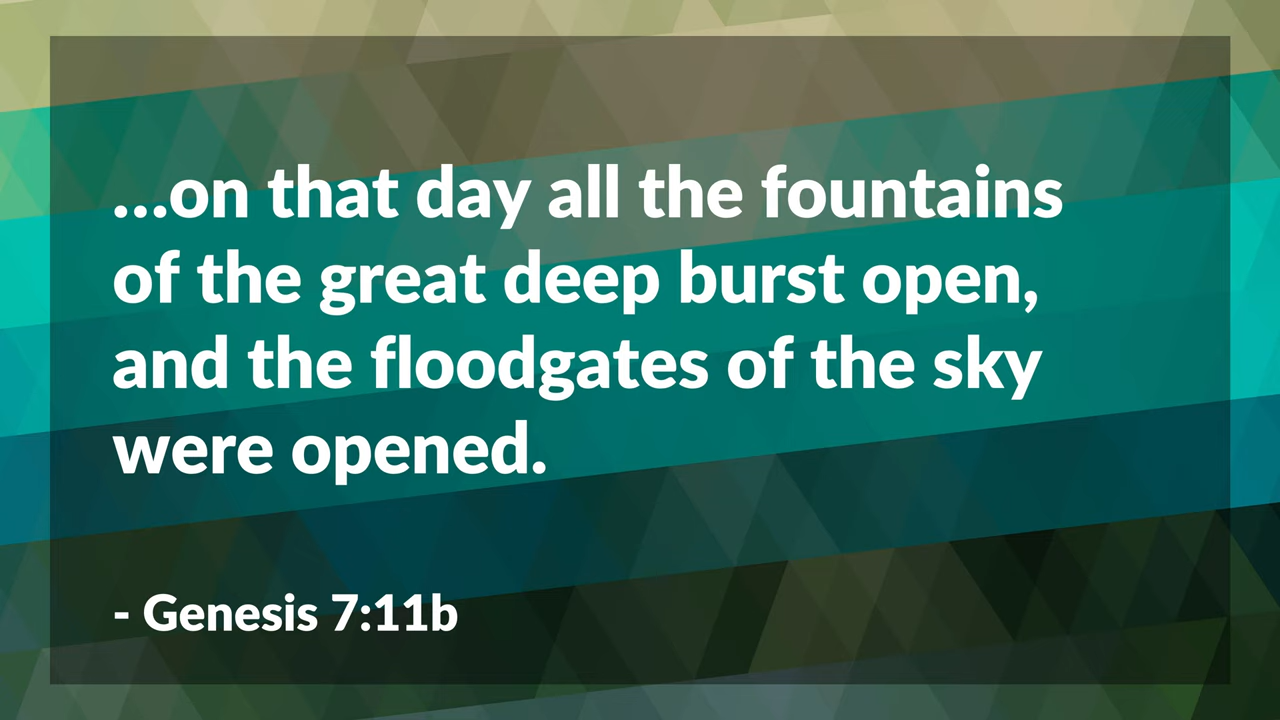 ...on that day all the fountains
of the great deep burst open,
and the floodgates of the sky
were opened.
- Genesis 7:11b